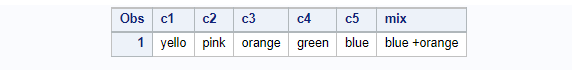 Obs c1 c2 c3 c4 c5 mix
1 yello pink orange green blue blue +orange